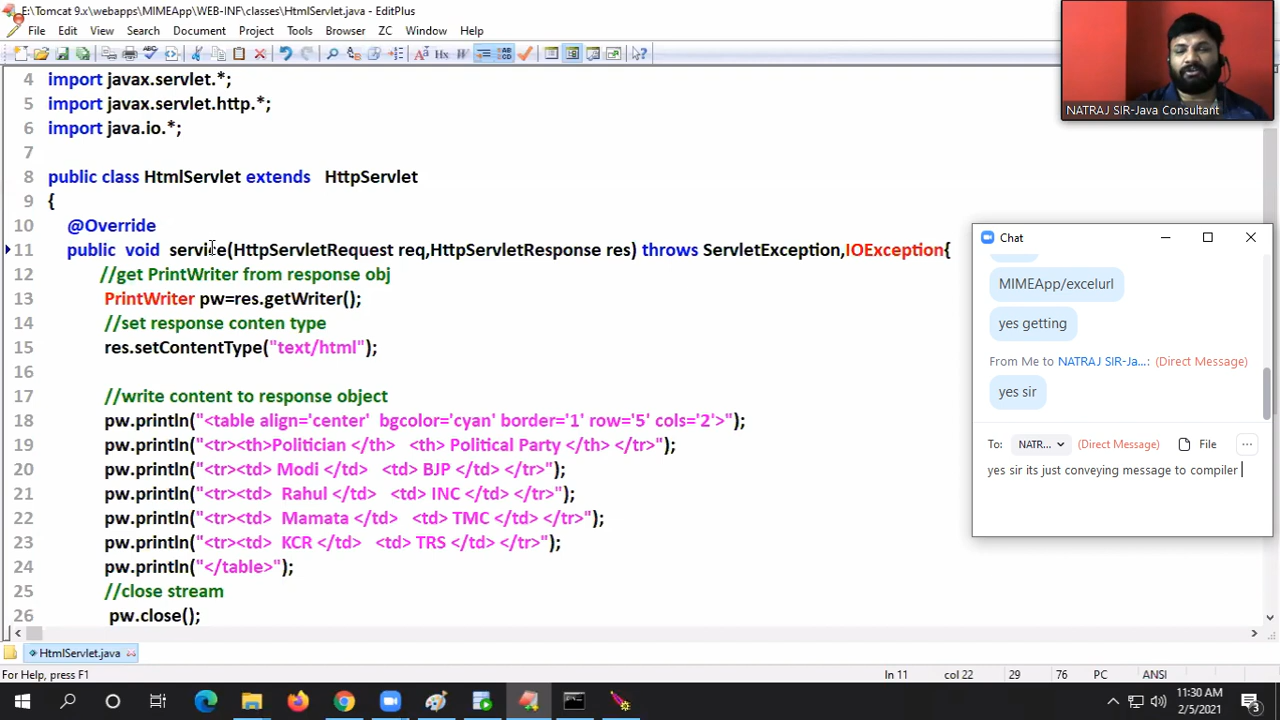 E:\Tomcat 9.x\webapps\MIMEApp\WEB-INF\classes\HtmlServlet.java - EditPlus
File Edit View Search Document Project Tools Browser ZC Window Help
4 import javax.servlet.*;
5 import javax.servlet.http.*;
6 import java.io.*;
7
8 public class HtmlServlet extends HttpServlet
9 {
10 @Override
11 public void service(HttpServletRequest req,HttpServletResponse res) throws ServletException,IOException{
12 //get PrintWriter from response obj
13 PrintWriter pw=res.getWriter();
14 //set response conten type
15 res.setContentType("text/html");
16
17 //write content to response object
18 pw.println("<table align='center' bgcolor='cyan' border='1' row='5' cols='2'>");
19 pw.println("<tr><th>Politician </th> <th> Political Party </th> </tr>");
20 pw.println("<tr><td> Modi </td> <td> BJP </td> </tr>");
21 pw.println("<tr><td> Rahul </td> <td> INC </td> </tr>");
22 pw.println("<tr><td> Mamata </td> <td> TMC </td> </tr>");
23 pw.println("<tr><td> KCR </td> <td> TRS </td> </tr>");
24 pw.println("</table>");
25 //close stream
26 pw.close();
HtmlServlet.java
For Help, press F1
ln 11 col 22 29 76 PC ANSI
NATRAJ SIR-Java Consultant
Chat
MIMEApp/excelurl
yes getting
From Me to NATRAJ SIR-Ja...: (Direct Message)
yes sir
To: NATR... (Direct Message) File ...
yes sir its just conveying message to compiler
11:30 AM
2/5/2021
3